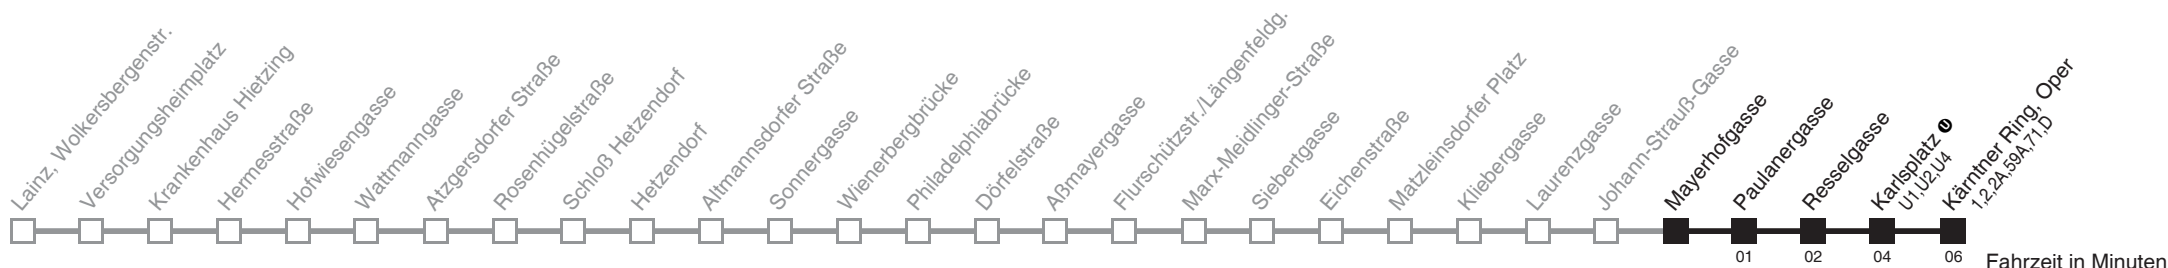 Lainz, Wolkersbergenstr.
Versorgungsheimplatz
Krankenhaus Hietzing
Hermesstraße
Hofwiesengasse
Wattmanngasse
Atzgersdorfer Straße
Rosenhügelstraße
Schloß Hetzendorf
Hetzendorf
Altmannsdorfer Straße
Sonnergasse
Wienerbergbrücke
Philadelphiabrücke
Dörfelstraße
Aßmayergasse
Flurschützstr./Längenfeldg.
Marx-Meidlinger-Straße
Siebertgasse
Eichenstraße
Matzleinsdorfer Platz
Kliebergasse
Laurenzgasse
Johann-Strauß-Gasse
Mayerhofgasse
Paulanergasse
Resselgasse
Karlsplatz U
U1,U2,U4
Kärntner Ring, Oper
1,2,2A,59A,71,D
01 02 04 06
Fahrzeit in Minuten